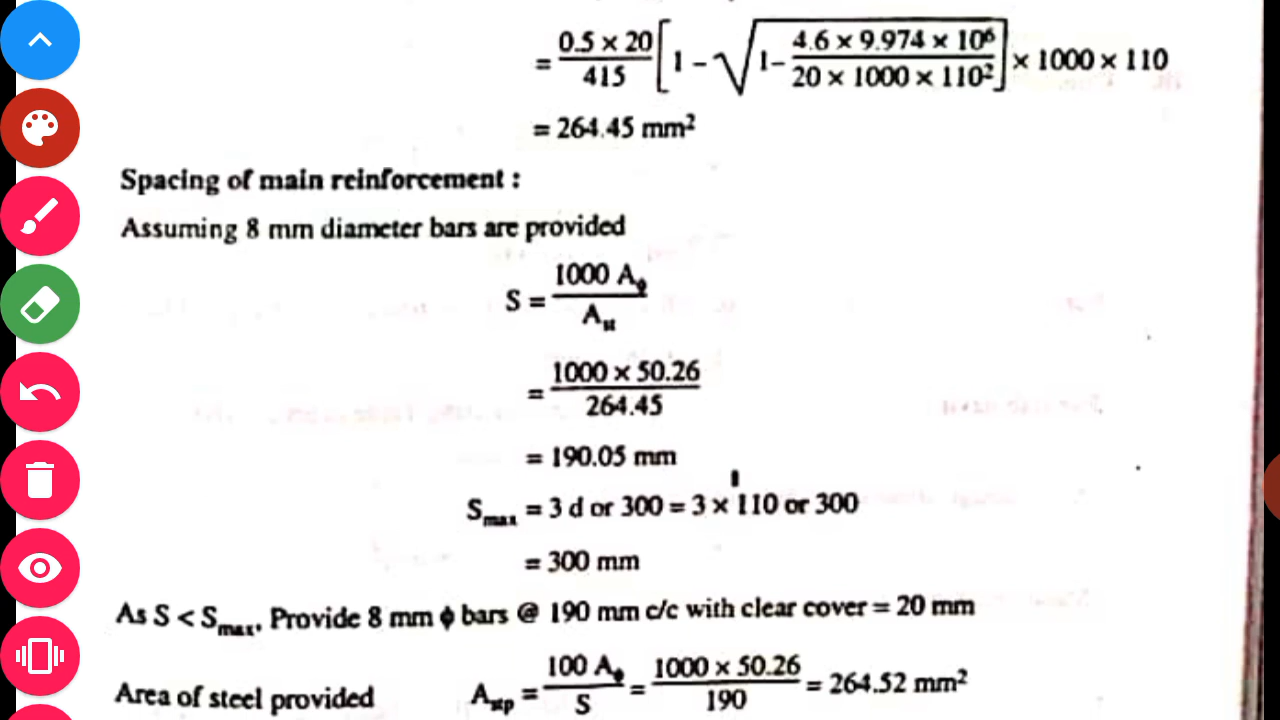 = 0.5 × 20 / 415 [1 - √(1 - 4.6 × 9.974 × 10⁶ / 20 × 1000 × 110²)] × 1000 × 110
= 264.45 mm²
Spacing of main reinforcement :
Assuming 8 mm diameter bars are provided
S = 1000 Aϕ / Ast
= 1000 × 50.26 / 264.45
= 190.05 mm
Smax = 3 d or 300 = 3 × 110 or 300
= 300 mm
As S < Smax, Provide 8 mm ϕ bars @ 190 mm c/c with clear cover = 20 mm
Area of steel provided Astp = 100 Aϕ / S = 1000 × 50.26 / 190 = 264.52 mm²